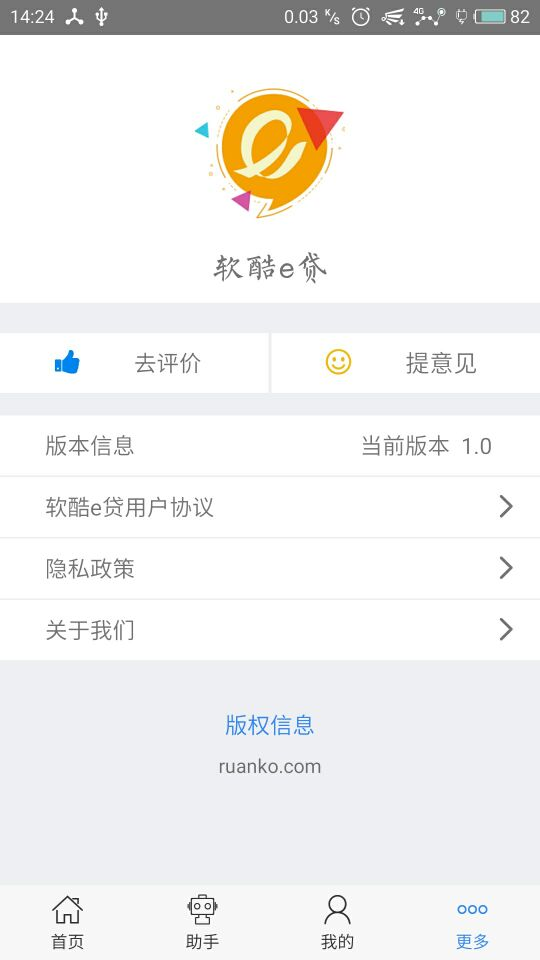 14:24 0.03 K/s 4G 82
e
软酷e贷
去评价 提意见
版本信息 当前版本 1.0
软酷e贷用户协议
隐私政策
关于我们
版权信息
ruanko.com
首页 助手 我的 更多